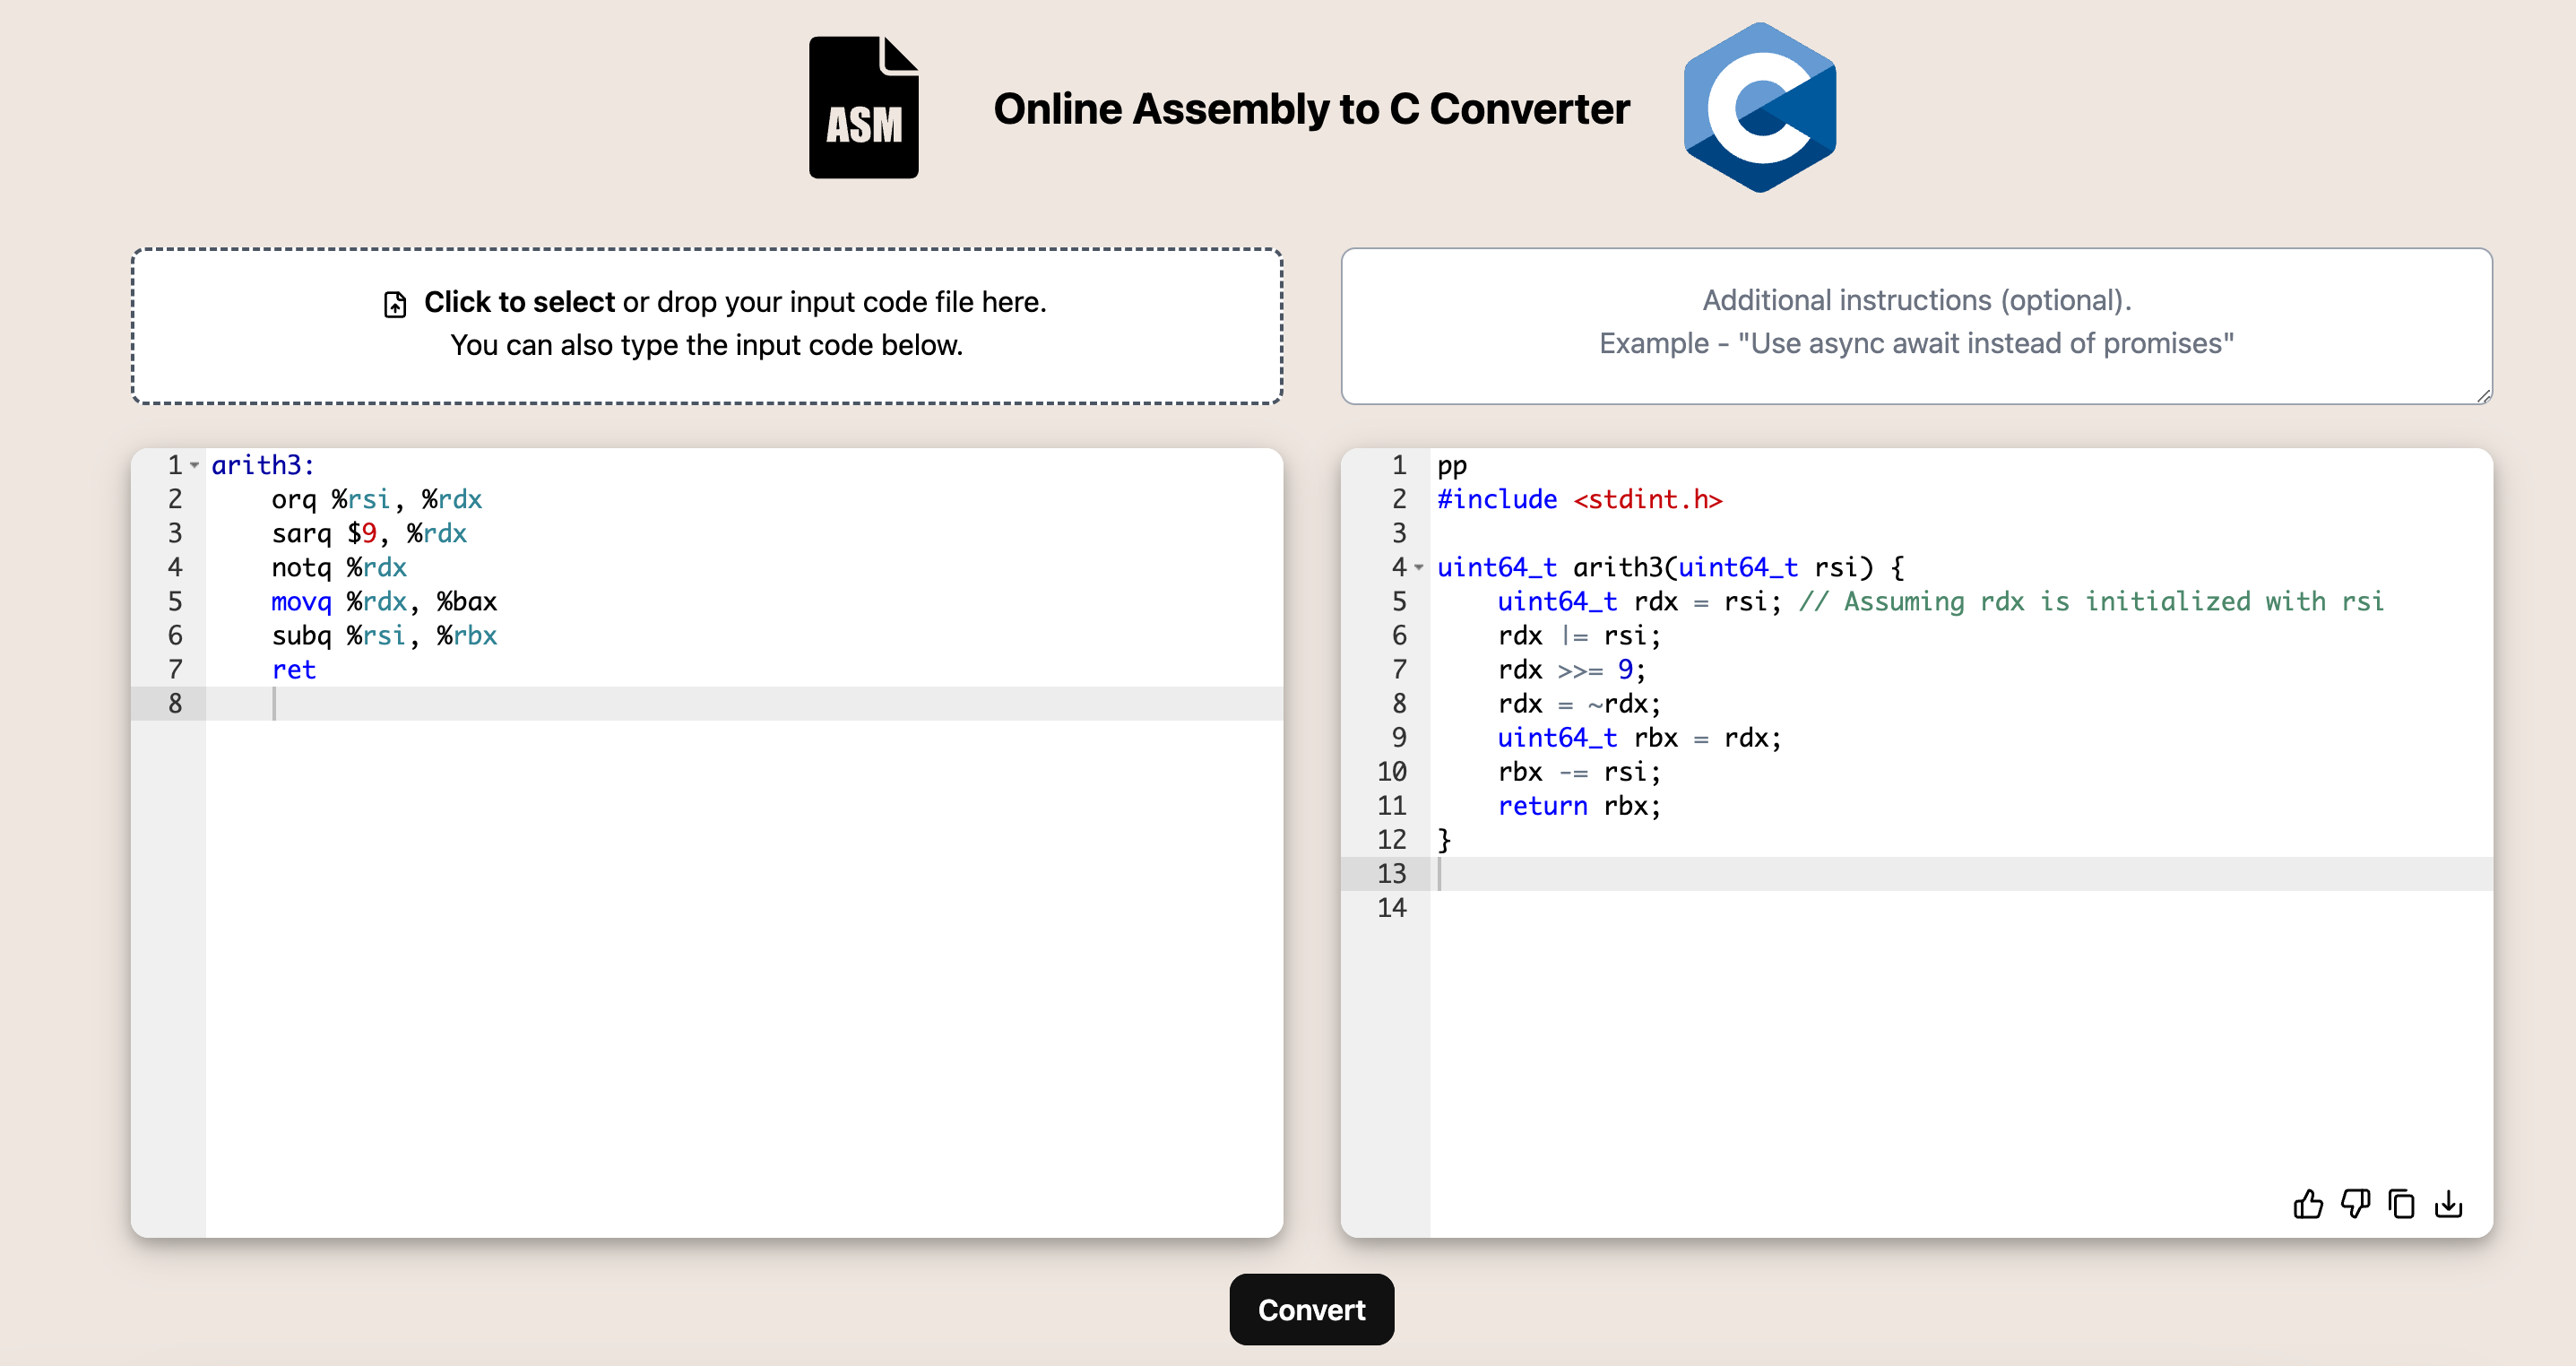 ASM
Online Assembly to C Converter
C
Click to select or drop your input code file here.
You can also type the input code below.
Additional instructions (optional).
Example - "Use async await instead of promises"
1 arith3:
2     orq %rsi, %rdx
3     sarq $9, %rdx
4     notq %rdx
5     movq %rdx, %bax
6     subq %rsi, %rbx
7     ret
8
1 pp
2 #include <stdint.h>
3
4 uint64_t arith3(uint64_t rsi) {
5     uint64_t rdx = rsi; // Assuming rdx is initialized with rsi
6     rdx |= rsi;
7     rdx >>= 9;
8     rdx = ~rdx;
9     uint64_t rbx = rdx;
10     rbx -= rsi;
11     return rbx;
12 }
13
14
Convert